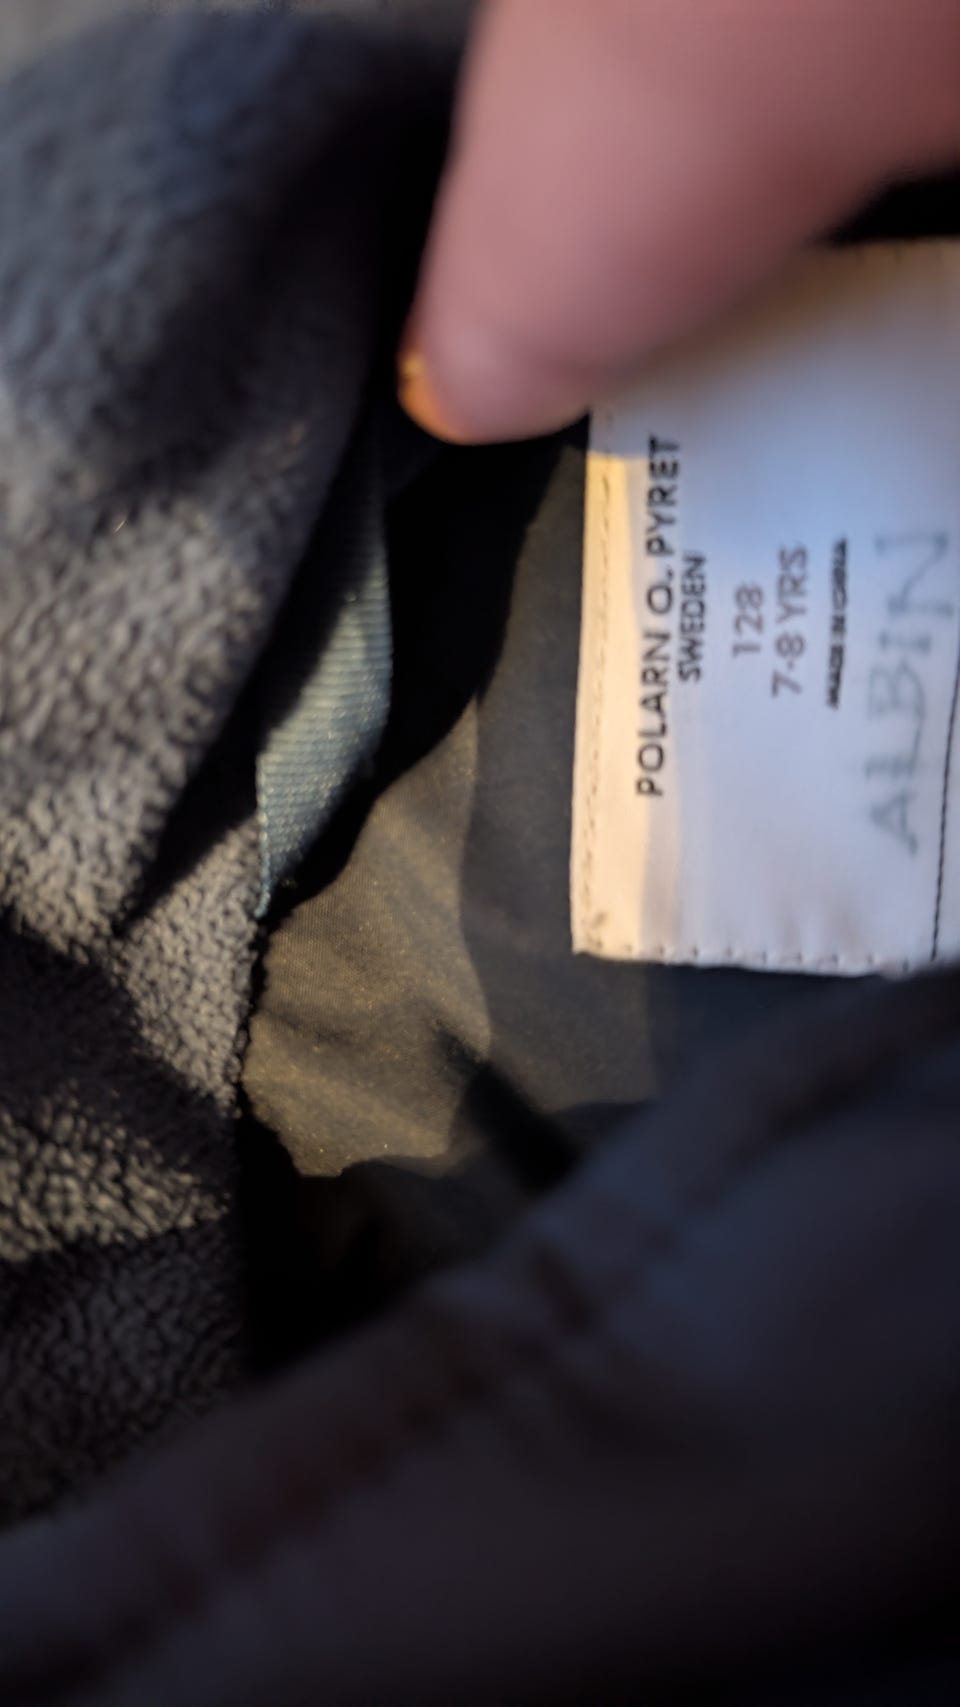 POLARN O. PYRET
SWEDEN
128
7-8 YRS
MADE IN CHINA
ALBIN